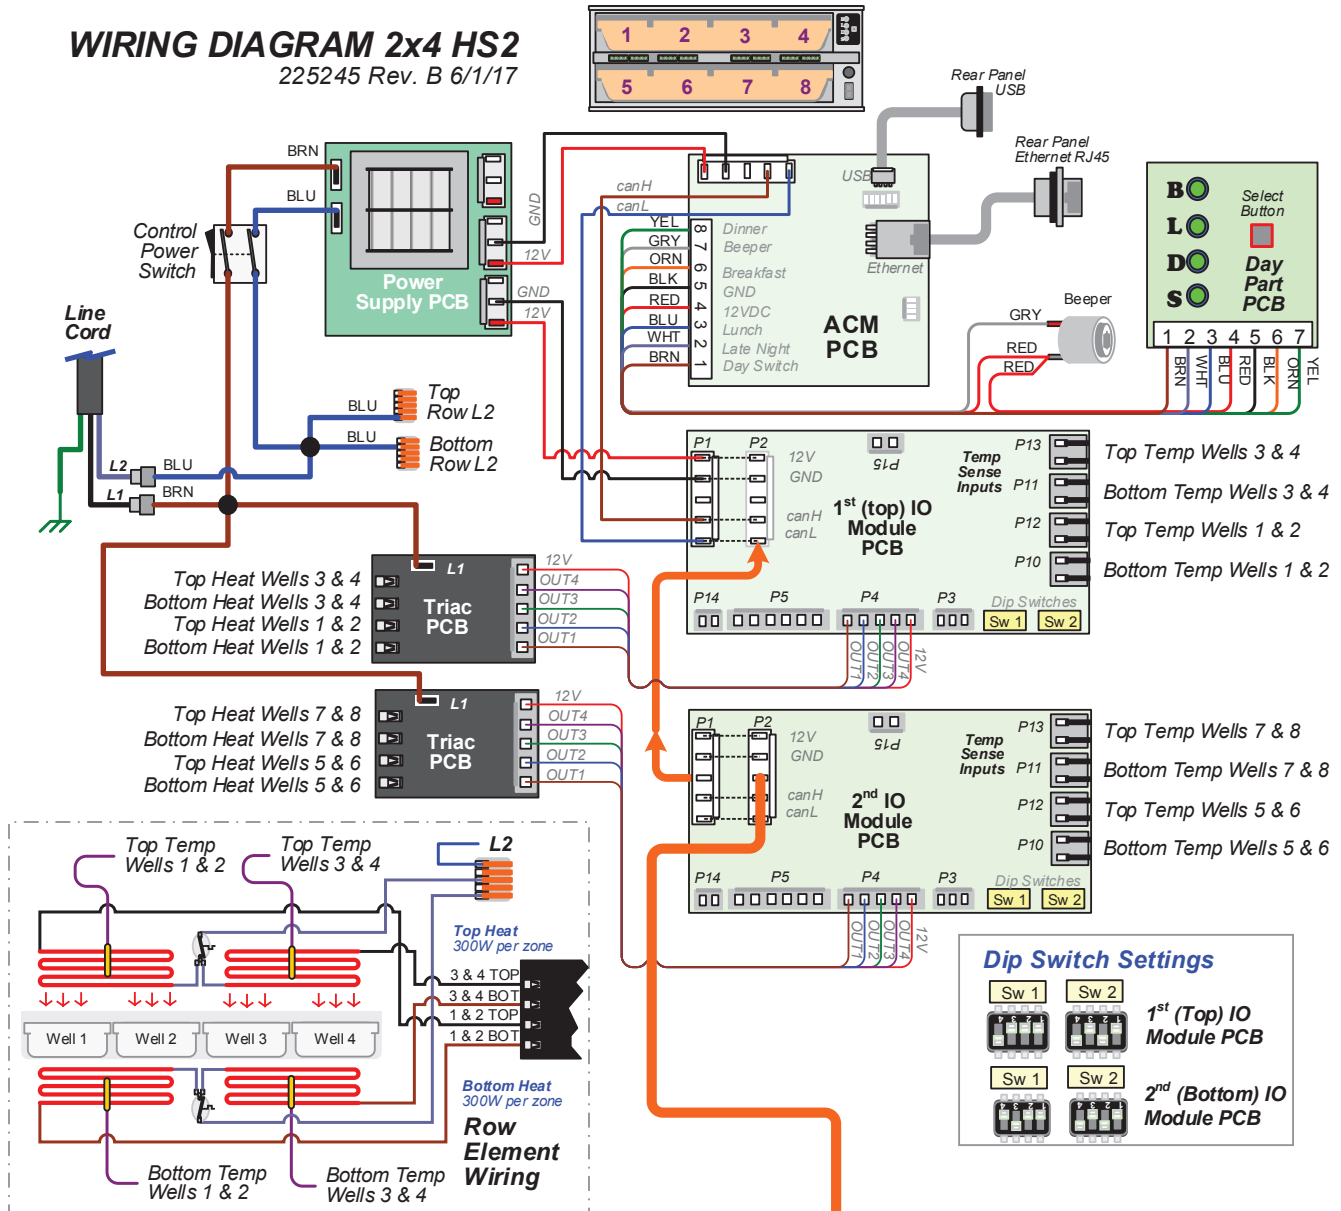 WIRING DIAGRAM 2x4 HS2
225245 Rev. B 6/1/17
1 2 3 4
5 6 7 8
Rear Panel
USB
Rear Panel
Ethernet RJ45
BRN
BLU
Control
Power
Switch
Power
Supply PCB
GND
12V
GND
12V
canH
canL
USB
Ethernet
YEL 8 Dinner
GRY 7 Beeper
ORN 6 Breakfast
BLK 5 GND
RED 4 12VDC
BLU 3 Lunch
WHT 2 Late Night
BRN 1 Day Switch
ACM
PCB
B
L
D
S
Select
Button
Day
Part
PCB
1 2 3 4 5 6 7
BRN WHT BLU RED BLK ORN YEL
Beeper
GRY
RED
RED
Line
Cord
BLU
Top
Row L2
BLU
Bottom
Row L2
L2 BLU
L1 BRN
P1 P2
12V
GND
canH
canL
P15
1st (top) IO
Module
PCB
Temp
Sense
Inputs
P13 Top Temp Wells 3 & 4
P11 Bottom Temp Wells 3 & 4
P12 Top Temp Wells 1 & 2
P10 Bottom Temp Wells 1 & 2
P14 P5 P4 P3
Dip Switches
Sw 1 Sw 2
OUT1 OUT2 OUT3 OUT4 12V
Top Heat Wells 3 & 4
Bottom Heat Wells 3 & 4
Top Heat Wells 1 & 2
Bottom Heat Wells 1 & 2
L1
Triac
PCB
12V
OUT4
OUT3
OUT2
OUT1
Top Heat Wells 7 & 8
Bottom Heat Wells 7 & 8
Top Heat Wells 5 & 6
Bottom Heat Wells 5 & 6
L1
Triac
PCB
12V
OUT4
OUT3
OUT2
OUT1
P1 P2
12V
GND
canH
canL
P15
2nd IO
Module
PCB
Temp
Sense
Inputs
P13 Top Temp Wells 7 & 8
P11 Bottom Temp Wells 7 & 8
P12 Top Temp Wells 5 & 6
P10 Bottom Temp Wells 5 & 6
P14 P5 P4 P3
Dip Switches
Sw 1 Sw 2
OUT1 OUT2 OUT3 OUT4 12V
Top Temp
Wells 1 & 2
Top Temp
Wells 3 & 4
L2
Top Heat
300W per zone
3 & 4 TOP
3 & 4 BOT
1 & 2 TOP
1 & 2 BOT
Well 1 Well 2 Well 3 Well 4
Bottom Heat
300W per zone
Row
Element
Wiring
Bottom Temp
Wells 1 & 2
Bottom Temp
Wells 3 & 4
Dip Switch Settings
Sw 1 Sw 2
1st (Top) IO
Module PCB
Sw 1 Sw 2
2nd (Bottom) IO
Module PCB